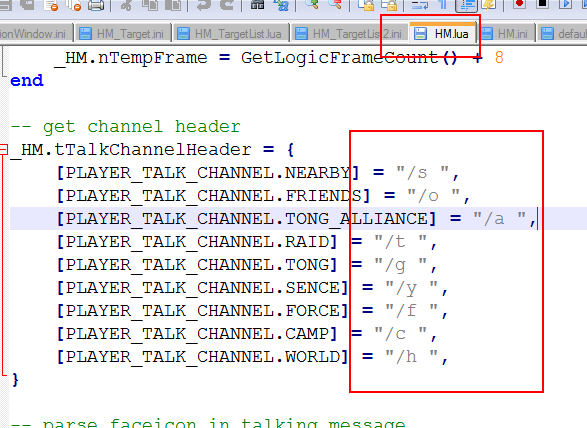 ionWindow.ini HM_Target.ini HM_TargetList.lua HM_TargetList2.ini HM.lua HM.ini defau
_HM.nTempFrame = GetLogicFrameCount() + 8
end
-- get channel header
_HM.tTalkChannelHeader = {
[PLAYER_TALK_CHANNEL.NEARBY] = "/s ",
[PLAYER_TALK_CHANNEL.FRIENDS] = "/o ",
[PLAYER_TALK_CHANNEL.TONG_ALLIANCE] = "/a ",
[PLAYER_TALK_CHANNEL.RAID] = "/t ",
[PLAYER_TALK_CHANNEL.TONG] = "/g ",
[PLAYER_TALK_CHANNEL.SENCE] = "/y ",
[PLAYER_TALK_CHANNEL.FORCE] = "/f ",
[PLAYER_TALK_CHANNEL.CAMP] = "/c ",
[PLAYER_TALK_CHANNEL.WORLD] = "/h ",
}
-- parse faceicon in talking message